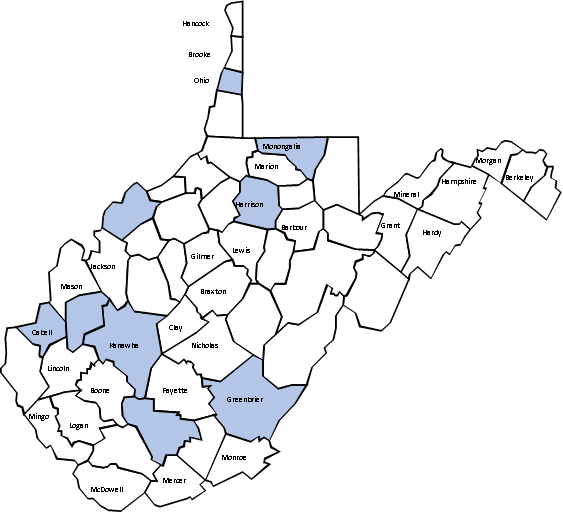 Hancock
Brooke
Ohio
Monongalia
Marion
Morgan
Berkeley
Hampshire
Mineral
Harrison
Barbour
Grant
Hardy
Gilmer
Lewis
Jackson
Mason
Braxton
Cabell
Clay
Kanawha
Nicholas
Lincoln
Boone
Fayette
Greenbrier
Mingo
Logan
Monroe
Mercer
McDowell